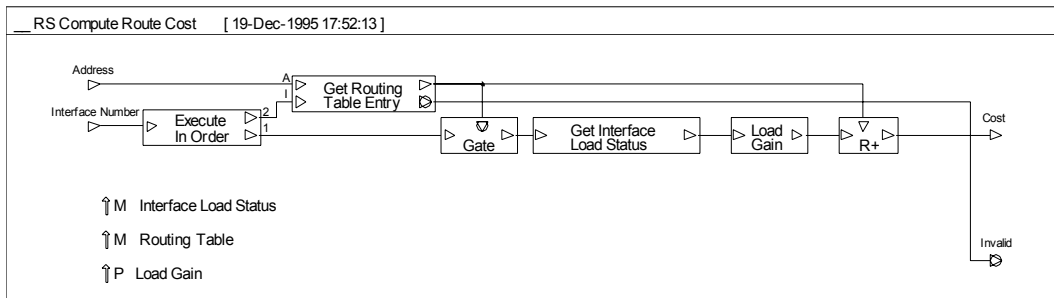 __ RS Compute Route Cost [ 19-Dec-1995 17:52:13 ]
Address
A
Get Routing
Table Entry
I
Interface Number
Execute
In Order
2
1
Gate
Get Interface
Load Status
Load
Gain
R+
Cost
M Interface Load Status
M Routing Table
Invalid
P Load Gain